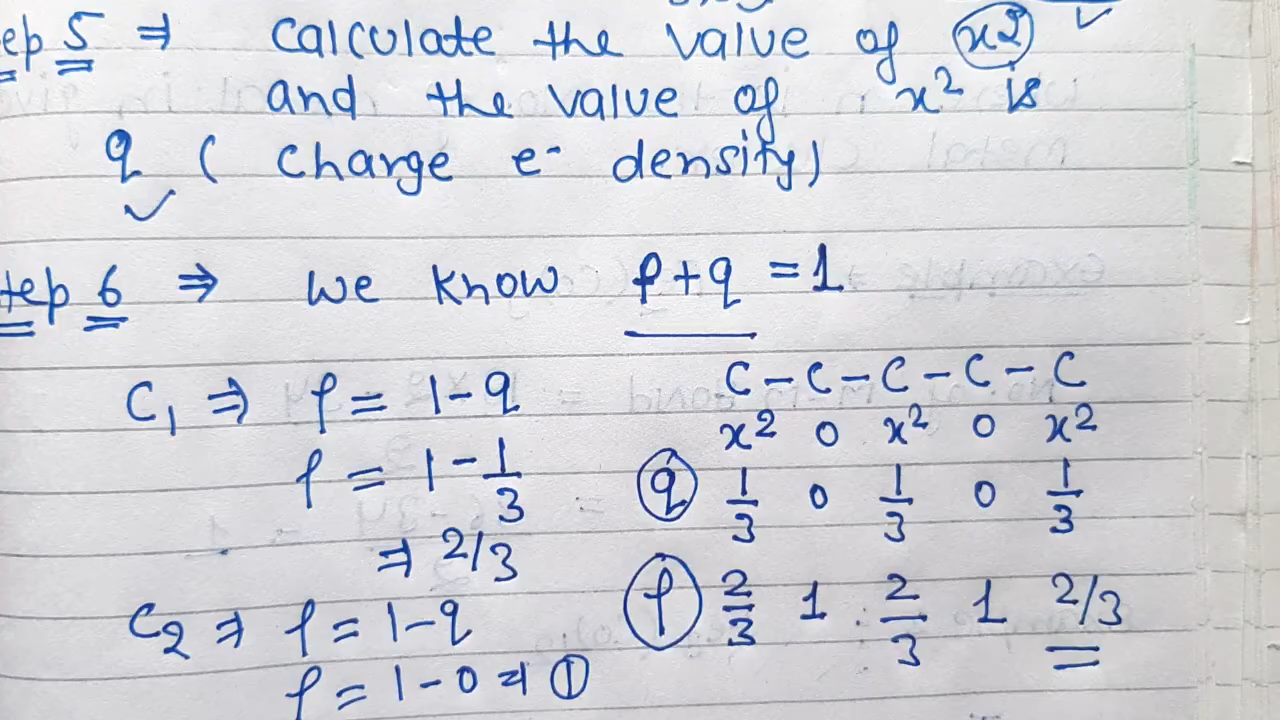 ep 5 ⇒ Calculate the value of x2
and the value of x² is
q ( Charge e⁻ density)
tep 6 ⇒ We know ρ+q = 1
C₁ ⇒ ρ = 1-q
ρ = 1 - 1/3
⇒ 2/3
C₂ ⇒ ρ = 1-q
ρ = 1-0 ⇒ 1
C - C - C - C - C
x² 0 x² 0 x²
q 1/3 0 1/3 0 1/3
ρ 2/3 1 2/3 1 2/3